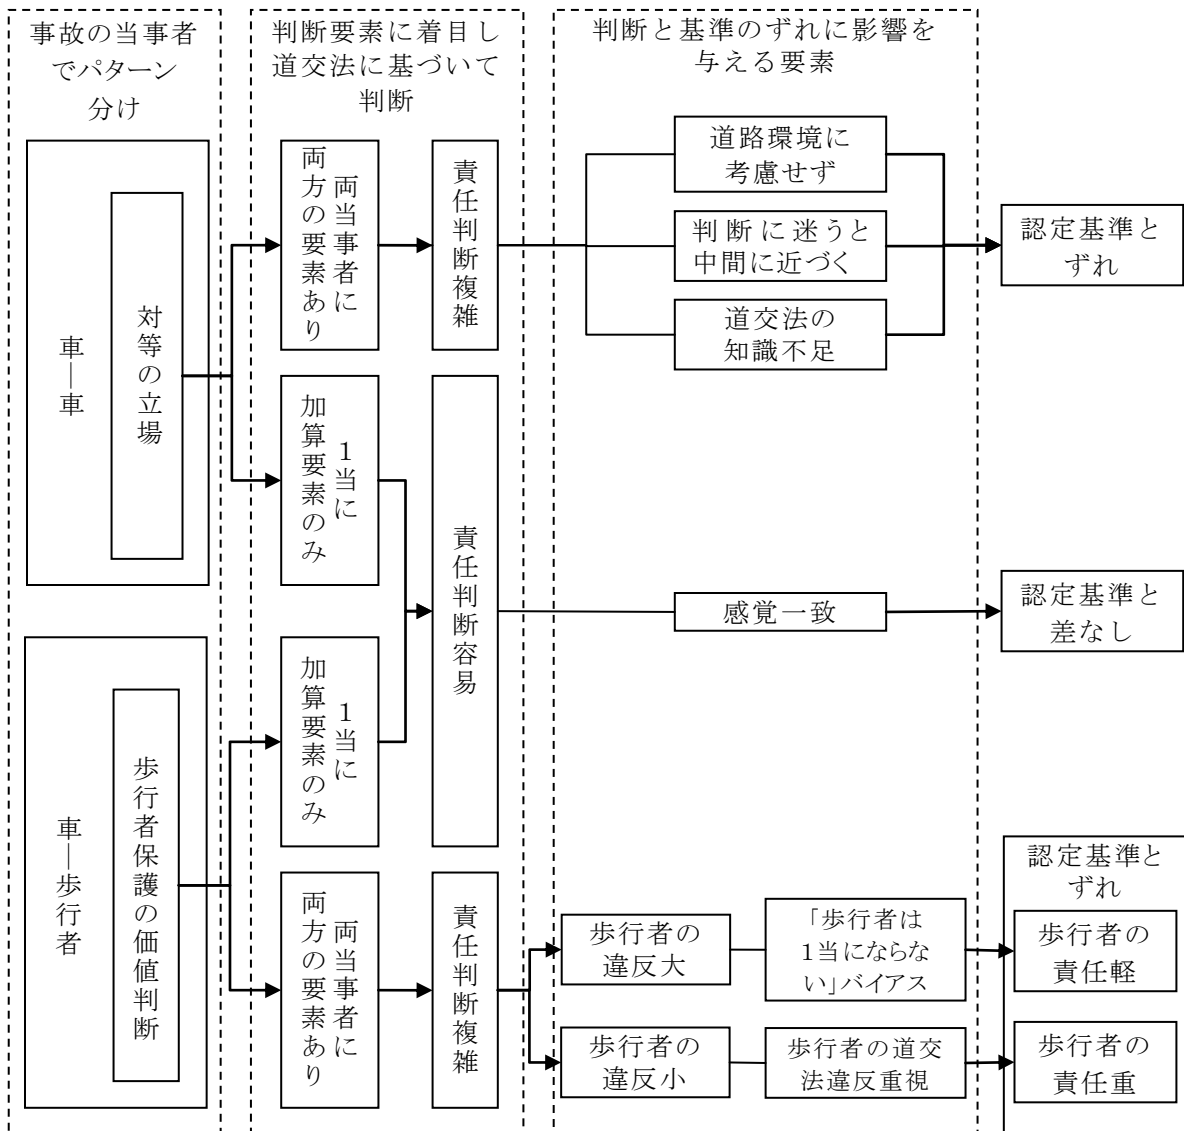 事故の当事者
でパターン
分け
判断要素に着目し
道交法に基づいて
判断
判断と基準のずれに影響を
与える要素
車―車
対等の立場
両当事者に
両方の要素あり
責任判断複雑
道路環境に
考慮せず
判断に迷うと
中間に近づく
道交法の
知識不足
認定基準と
ずれ
1当に
加算要素のみ
責任判断容易
感覚一致
認定基準と
差なし
車―歩行者
歩行者保護の価値判断
1当に
加算要素のみ
両当事者に
両方の要素あり
責任判断複雑
歩行者の
違反大
「歩行者は
1当にならな
い」バイアス
認定基準と
ずれ
歩行者の
責任軽
歩行者の
違反小
歩行者の道交
法違反重視
歩行者の
責任重